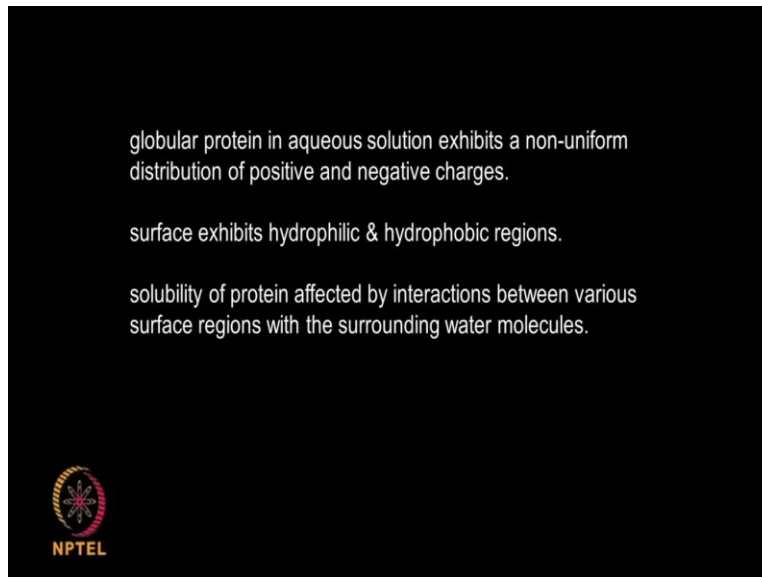 globular protein in aqueous solution exhibits a non-uniform
distribution of positive and negative charges.
surface exhibits hydrophilic & hydrophobic regions.
solubility of protein affected by interactions between various
surface regions with the surrounding water molecules.
NPTEL